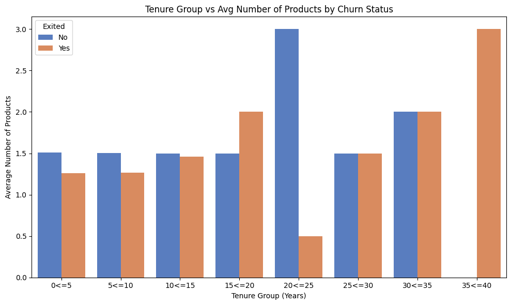 Tenure Group vs Avg Number of Products by Churn Status
Exited
No
Yes
Average Number of Products
3.0
2.5
2.0
1.5
1.0
0.5
0.0
0<=5 5<=10 10<=15 15<=20 20<=25 25<=30 30<=35 35<=40
Tenure Group (Years)